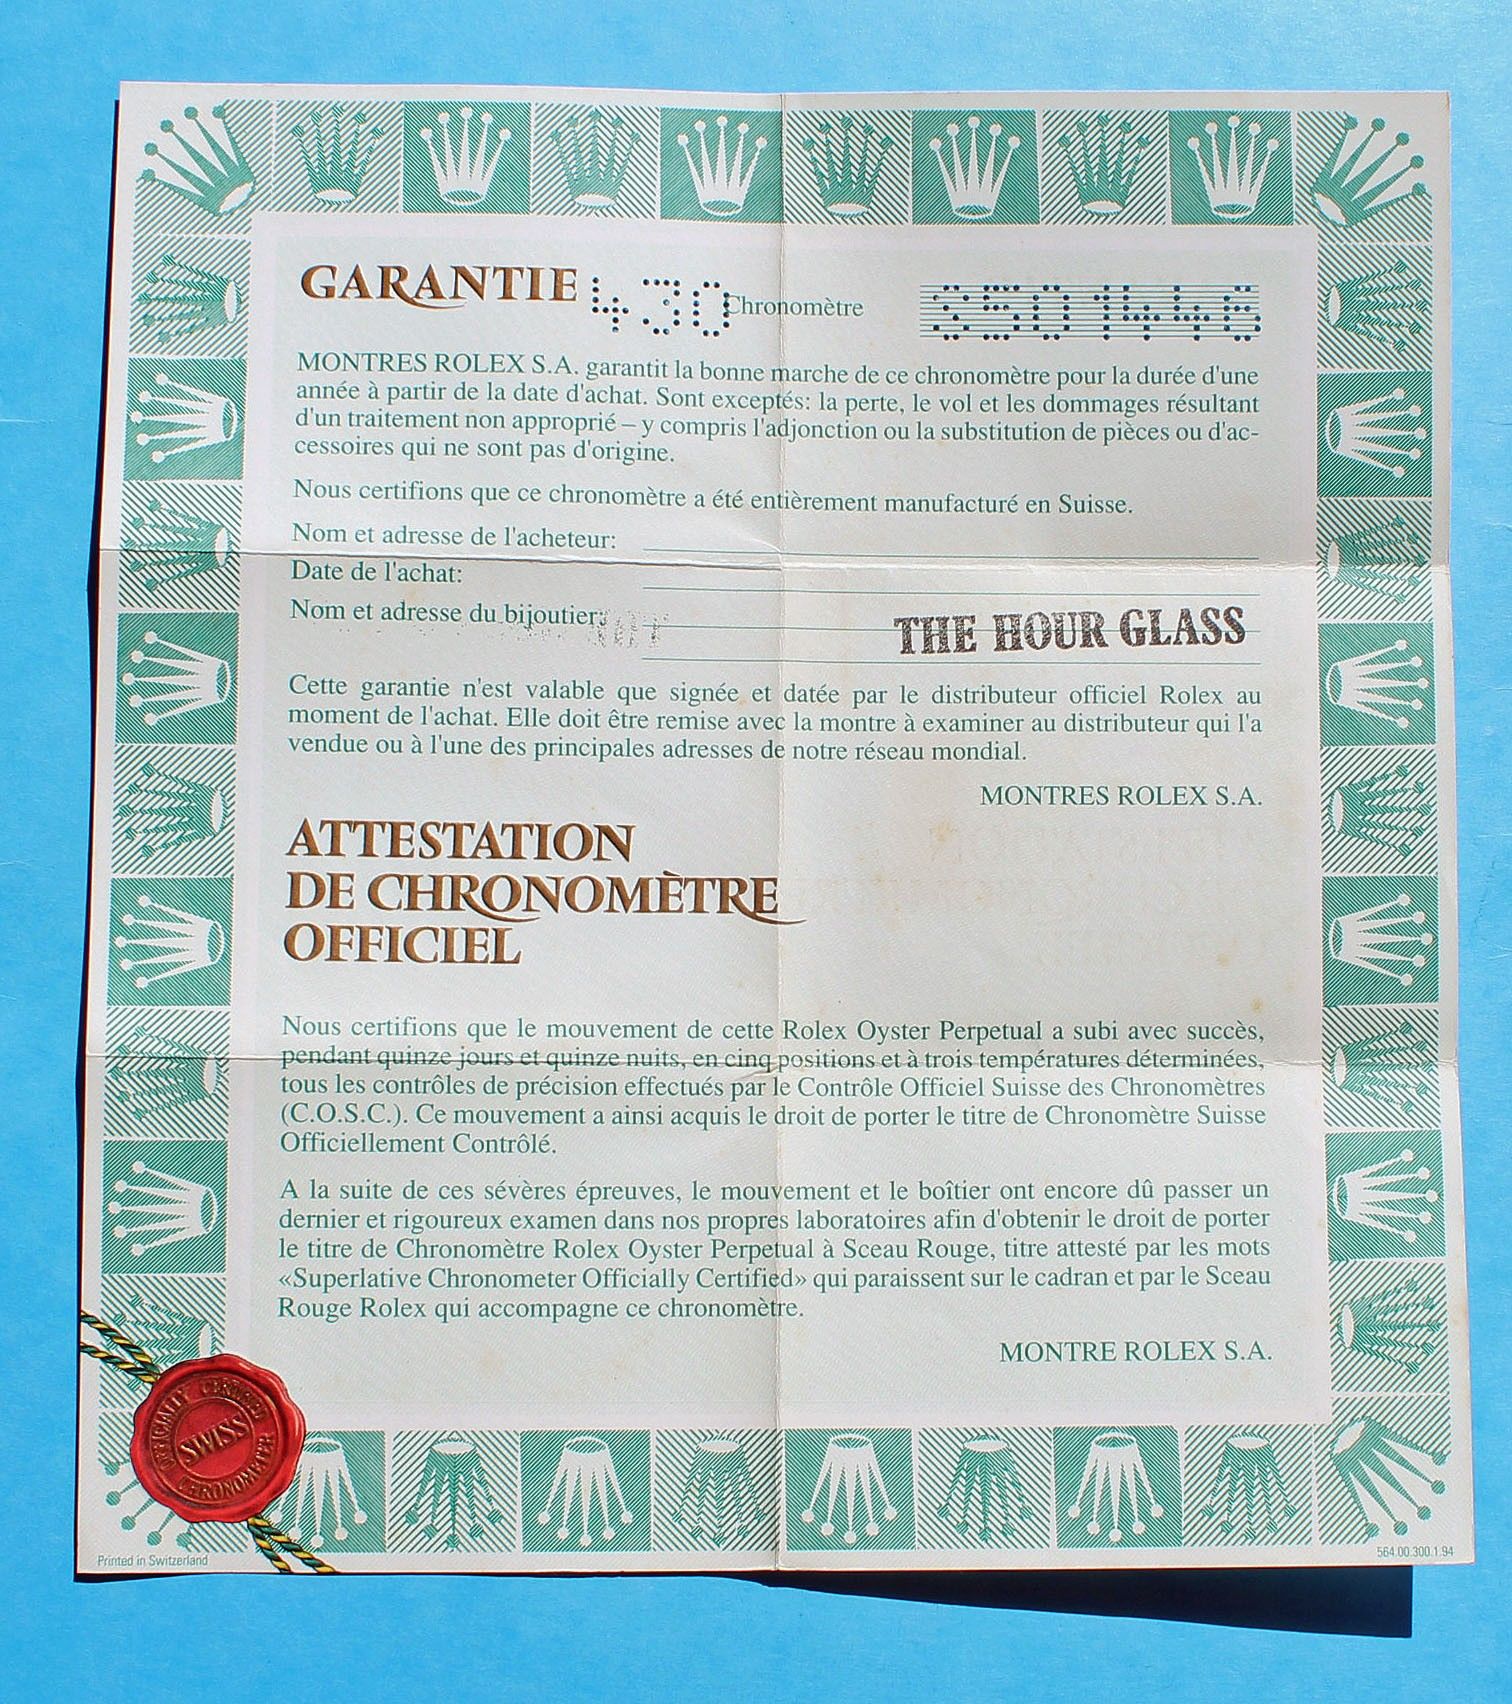 GARANTIE 430 Chronomètre S501446
MONTRES ROLEX S.A. garantit la bonne marche de ce chronomètre pour la durée d'une
année à partir de la date d'achat. Sont exceptés: la perte, le vol et les dommages résultant
d'un traitement non approprié – y compris l'adjonction ou la substitution de pièces ou d'ac-
cessoires qui ne sont pas d'origine.
Nous certifions que ce chronomètre a été entièrement manufacturé en Suisse.
Nom et adresse de l'acheteur:
Date de l'achat:
Nom et adresse du bijoutier: THE HOUR GLASS
Cette garantie n'est valable que signée et datée par le distributeur officiel Rolex au
moment de l'achat. Elle doit être remise avec la montre à examiner au distributeur qui l'a
vendue ou à l'une des principales adresses de notre réseau mondial.
MONTRES ROLEX S.A.
ATTESTATION
DE CHRONOMÈTRE
OFFICIEL
Nous certifions que le mouvement de cette Rolex Oyster Perpetual a subi avec succès,
pendant quinze jours et quinze nuits, en cinq positions et à trois températures déterminées,
tous les contrôles de précision effectués par le Contrôle Officiel Suisse des Chronomètres
(C.O.S.C.). Ce mouvement a ainsi acquis le droit de porter le titre de Chronomètre Suisse
Officiellement Contrôlé.
A la suite de ces sévères épreuves, le mouvement et le boîtier ont encore dû passer un
dernier et rigoureux examen dans nos propres laboratoires afin d'obtenir le droit de porter
le titre de Chronomètre Rolex Oyster Perpetual à Sceau Rouge, titre attesté par les mots
«Superlative Chronometer Officially Certified» qui paraissent sur le cadran et par le Sceau
Rouge Rolex qui accompagne ce chronomètre.
MONTRE ROLEX S.A.
OFFICIALLY CERTIFIED
SWISS
CHRONOMETER
Printed in Switzerland
564.00.300.1.94